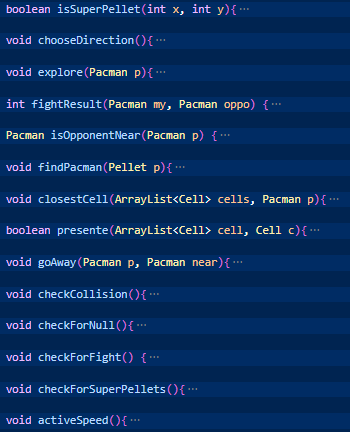 boolean isSuperPellet(int x, int y){···
void chooseDirection(){···
void explore(Pacman p){···
int fightResult(Pacman my, Pacman oppo) {···
Pacman isOpponentNear(Pacman p) {···
void findPacman(Pellet p){···
void closestCell(ArrayList<Cell> cells, Pacman p){···
boolean presente(ArrayList<Cell> cell, Cell c){···
void goAway(Pacman p, Pacman near){···
void checkCollision(){···
void checkForNull(){···
void checkForFight() {···
void checkForSuperPellets(){···
void activeSpeed(){···